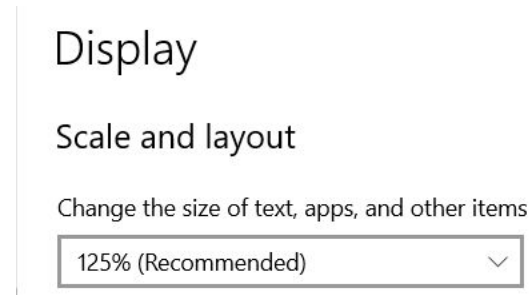 Display
Scale and layout
Change the size of text, apps, and other items
125% (Recommended)